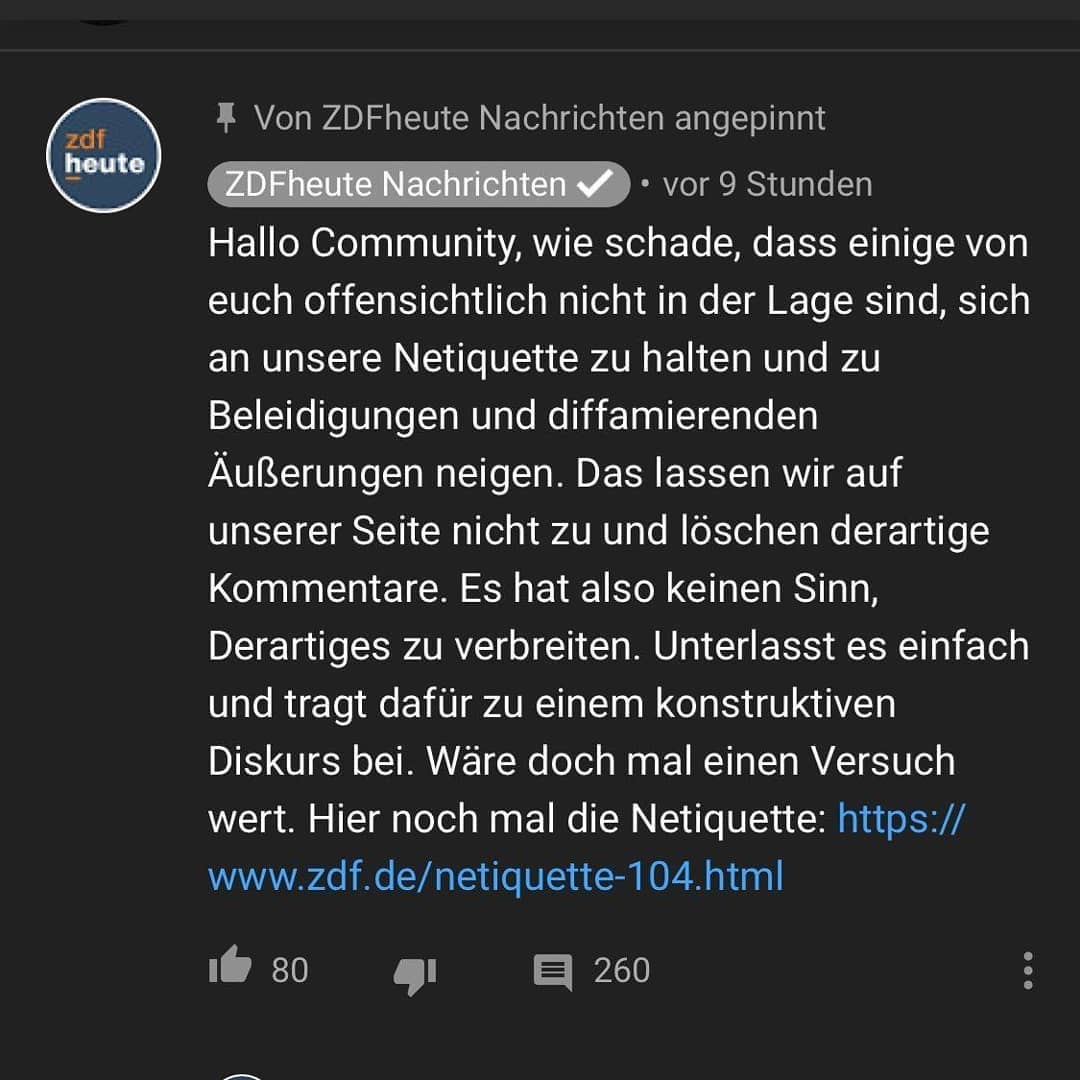 zdf
heute
Von ZDFheute Nachrichten angepinnt
ZDFheute Nachrichten ✓ • vor 9 Stunden
Hallo Community, wie schade, dass einige von
euch offensichtlich nicht in der Lage sind, sich
an unsere Netiquette zu halten und zu
Beleidigungen und diffamierenden
Äußerungen neigen. Das lassen wir auf
unserer Seite nicht zu und löschen derartige
Kommentare. Es hat also keinen Sinn,
Derartiges zu verbreiten. Unterlasst es einfach
und tragt dafür zu einem konstruktiven
Diskurs bei. Wäre doch mal einen Versuch
wert. Hier noch mal die Netiquette: https://
www.zdf.de/netiquette-104.html
80 260